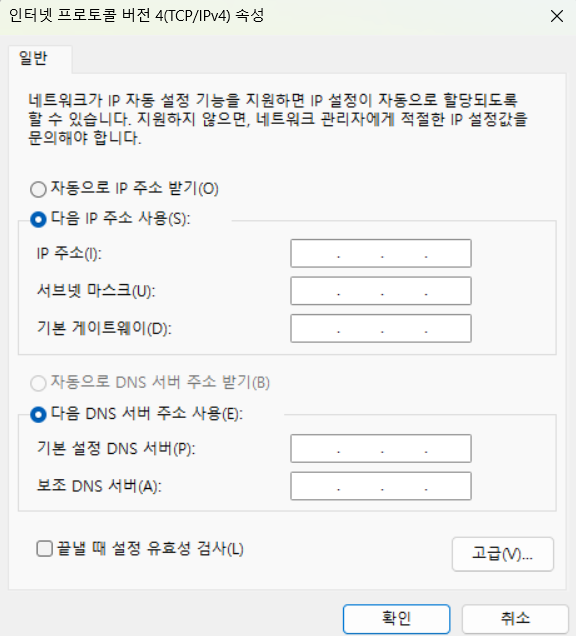 인터넷 프로토콜 버전 4(TCP/IPv4) 속성
일반
네트워크가 IP 자동 설정 기능을 지원하면 IP 설정이 자동으로 할당되도록
할 수 있습니다. 지원하지 않으면, 네트워크 관리자에게 적절한 IP 설정값을
문의해야 합니다.
자동으로 IP 주소 받기(O)
다음 IP 주소 사용(S):
IP 주소(I):
서브넷 마스크(U):
기본 게이트웨이(D):
자동으로 DNS 서버 주소 받기(B)
다음 DNS 서버 주소 사용(E):
기본 설정 DNS 서버(P):
보조 DNS 서버(A):
끝낼 때 설정 유효성 검사(L)
고급(V)...
확인
취소